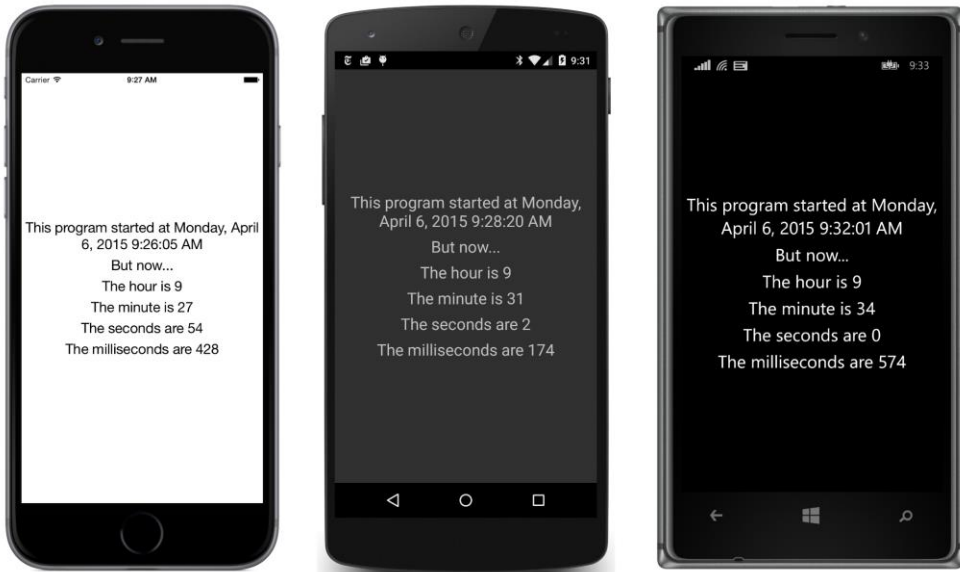 Carrier
9:27 AM
This program started at Monday, April
6, 2015 9:26:05 AM
But now...
The hour is 9
The minute is 27
The seconds are 54
The milliseconds are 428
9:31
This program started at Monday,
April 6, 2015 9:28:20 AM
But now...
The hour is 9
The minute is 31
The seconds are 2
The milliseconds are 174
9:33
This program started at Monday,
April 6, 2015 9:32:01 AM
But now...
The hour is 9
The minute is 34
The seconds are 0
The milliseconds are 574